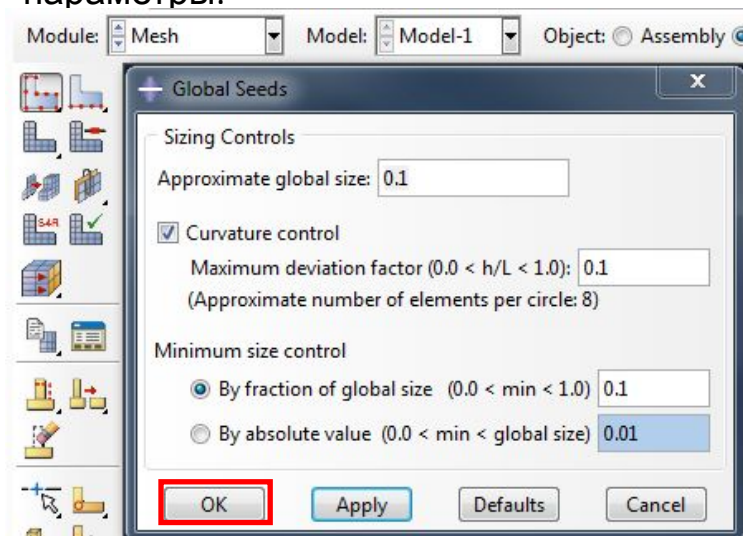 параметры.
Module: Mesh Model: Model-1 Object: Assembly
Global Seeds X
Sizing Controls
Approximate global size: 0.1
Curvature control
Maximum deviation factor (0.0 < h/L < 1.0): 0.1
(Approximate number of elements per circle: 8)
Minimum size control
By fraction of global size (0.0 < min < 1.0) 0.1
By absolute value (0.0 < min < global size) 0.01
OK Apply Defaults Cancel